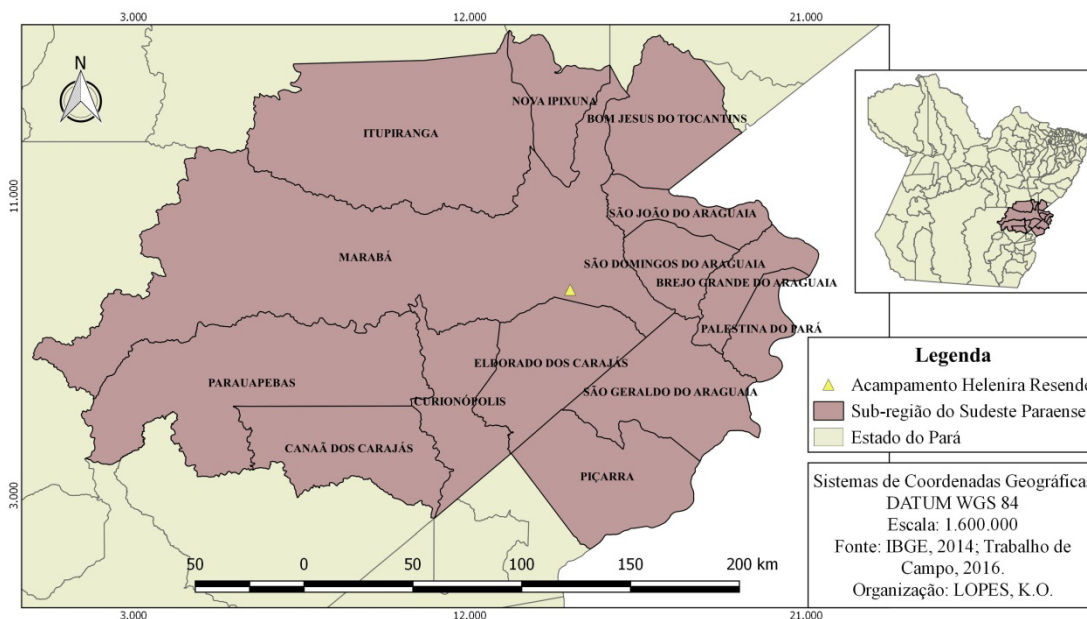 3.000
12.000
21.000
N
NOVA IPIXUNA
BOM JESUS DO TOCANTINS
ITUPIRANGA
11.000
SÃO JOÃO DO ARAGUAIA
MARABÁ
SÃO DOMINGOS DO ARAGUAIA
BREJO GRANDE DO ARAGUAIA
PALESTINA DO PARÁ
ELDORADO DOS CARAJÁS
PARAUAPEBAS
SÃO GERALDO DO ARAGUAIA
CURIONÓPOLIS
CANAÃ DOS CARAJÁS
PIÇARRA
3.000
50 0 50 100 150 200 km
3.000
12.000
21.000
Legenda
Acampamento Helenira Resende
Sub-região do Sudeste Paraense
Estado do Pará
Sistemas de Coordenadas Geográficas
DATUM WGS 84
Escala: 1.600.000
Fonte: IBGE, 2014; Trabalho de
Campo, 2016.
Organização: LOPES, K.O.